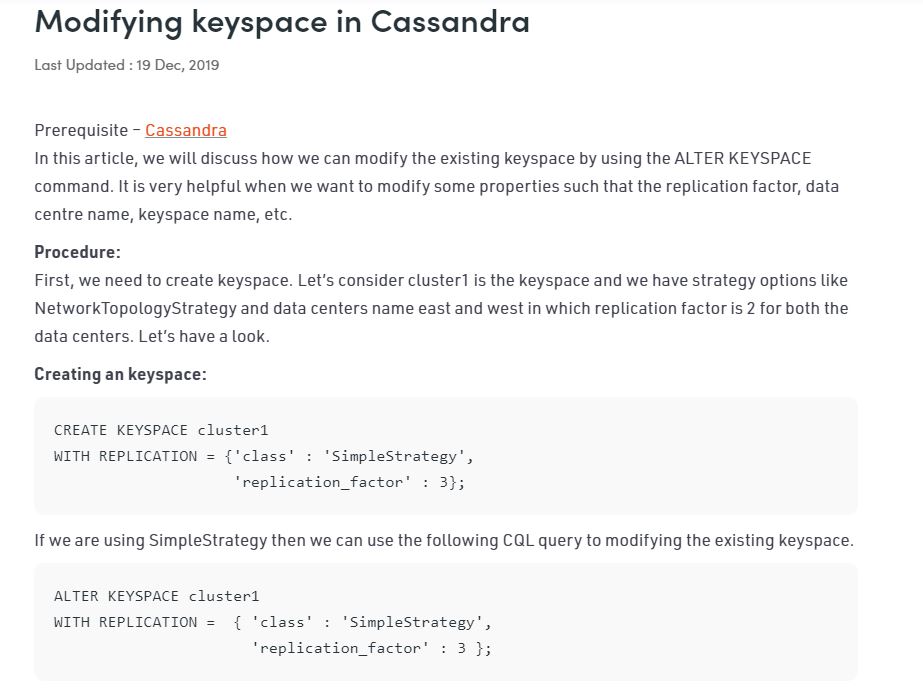 Modifying keyspace in Cassandra
Last Updated : 19 Dec, 2019
Prerequisite – Cassandra
In this article, we will discuss how we can modify the existing keyspace by using the ALTER KEYSPACE
command. It is very helpful when we want to modify some properties such that the replication factor, data
centre name, keyspace name, etc.
Procedure:
First, we need to create keyspace. Let’s consider cluster1 is the keyspace and we have strategy options like
NetworkTopologyStrategy and data centers name east and west in which replication factor is 2 for both the
data centers. Let’s have a look.
Creating an keyspace:
CREATE KEYSPACE cluster1
WITH REPLICATION = {'class' : 'SimpleStrategy',
'replication_factor' : 3};
If we are using SimpleStrategy then we can use the following CQL query to modifying the existing keyspace.
ALTER KEYSPACE cluster1
WITH REPLICATION =  { 'class' : 'SimpleStrategy',
'replication_factor' : 3 };